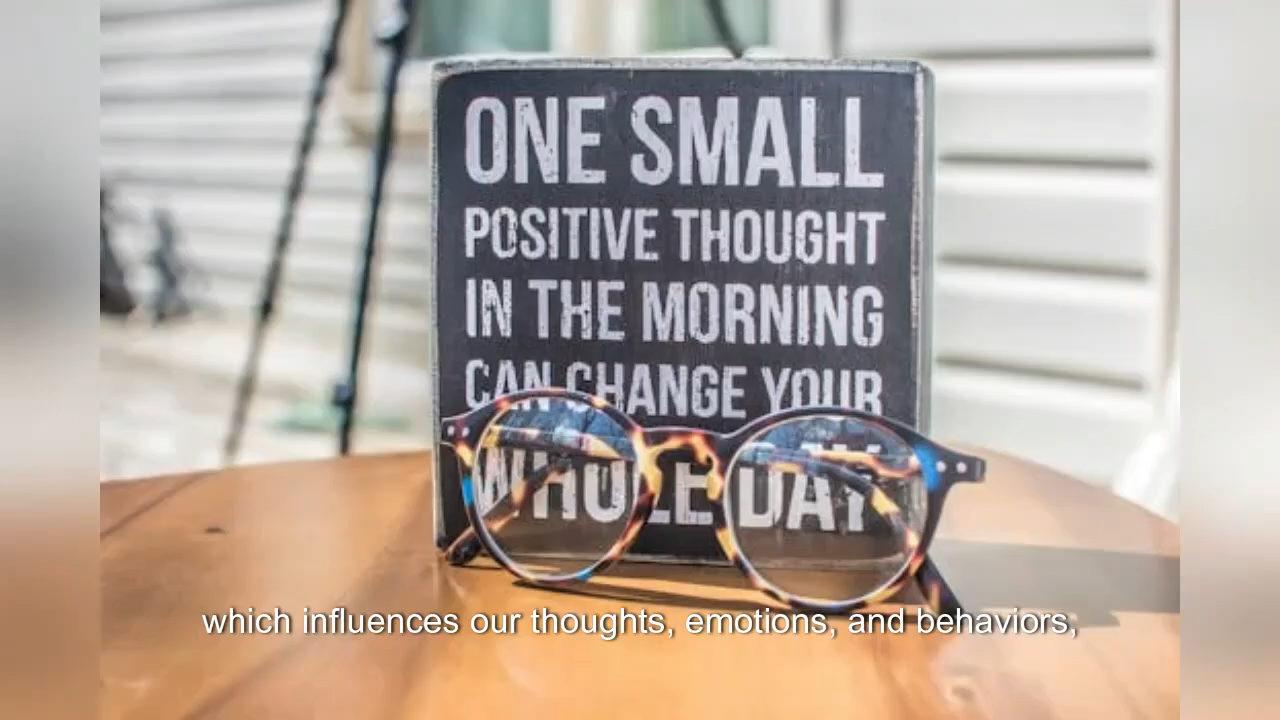 ONE SMALL
POSITIVE THOUGHT
IN THE MORNING
CAN CHANGE YOUR
WHOLE DAY
which influences our thoughts, emotions, and behaviors,